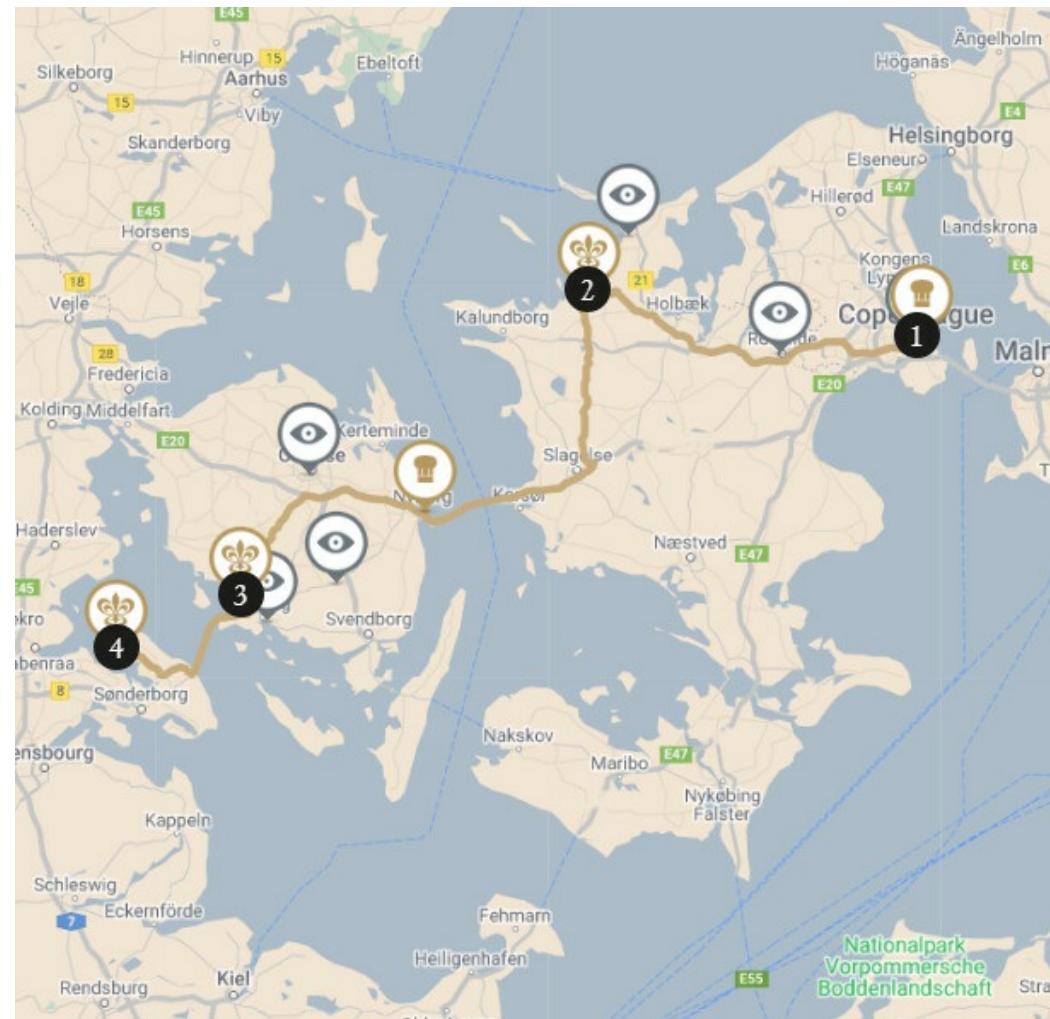 E45
Ängelholm
Hinnerup
15
Ebeltoft
Höganäs
Silkeborg
Aarhus
15
Viby
E4
Skanderborg
Helsingborg
Elseneur
Hillerød
E47
E45
Horsens
Landskrona
Kongens
E6
18
21
Vejle
Holbæk
Kalundborg
2
1
28
E20
Fredericia
Kolding
Middelfart
Kerteminde
E20
Slagelse
Haderslev
Næstved
E47
E45
3
Svendborg
4
8
Sønderborg
Nakskov
Maribo
E47
Nykøbing
Falster
Kappeln
Schleswig
7
Eckernförde
Fehmarn
Kiel
Heiligenhafen
Nationalpark
Vorpommersche
Boddenlandschaft
E55
Rendsburg